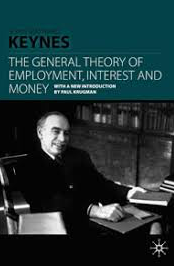 KEYNES
THE GENERAL THEORY OF
EMPLOYMENT, INTEREST AND
MONEY WITH A NEW INTRODUCTION
BY PAUL KRUGMAN